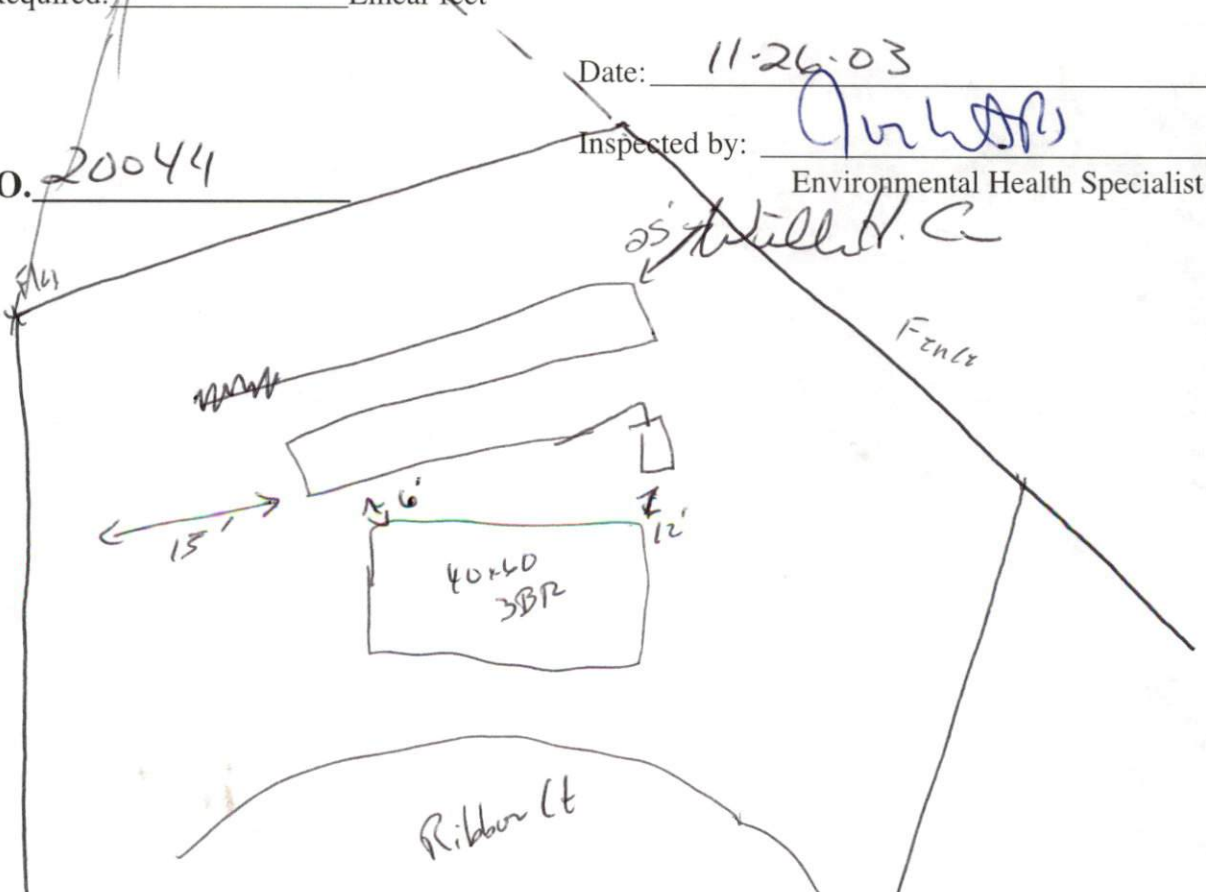 Required: Linear feet
Date: 11-26-03
Inspected by:
O. 20044
Environmental Health Specialist
25'
Fence
15'
6'
12'
40x60
3BR
Ribbon Ct